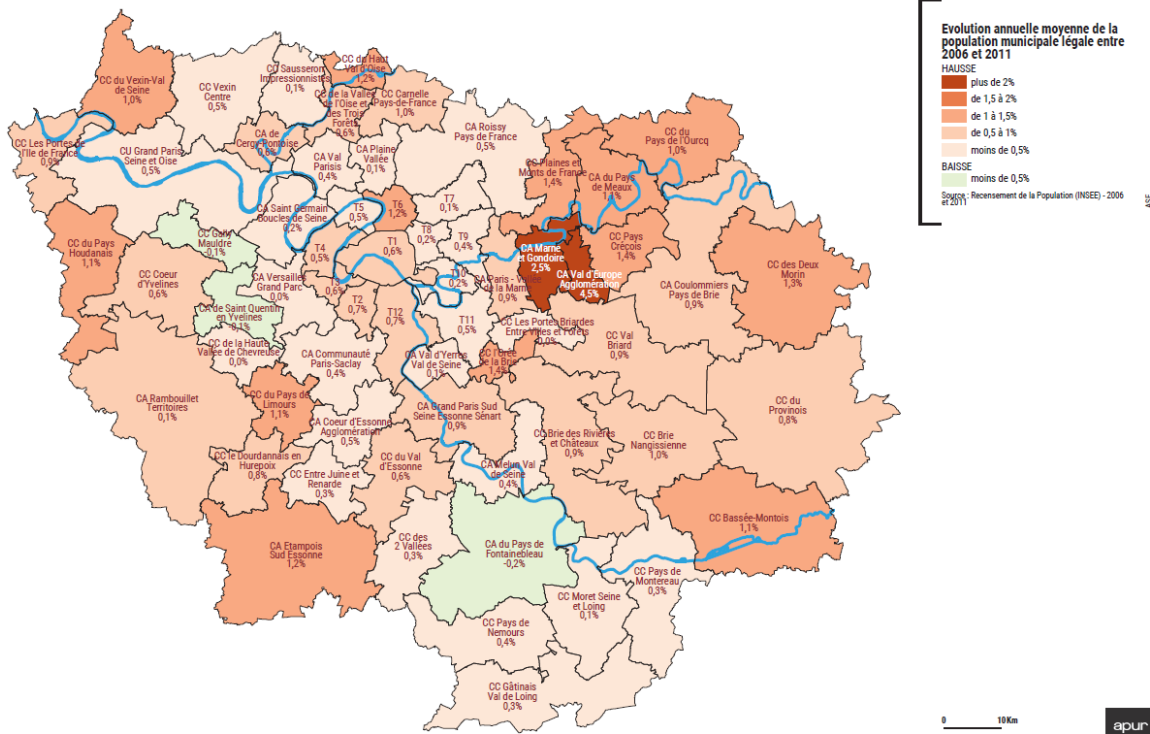 Evolution annuelle moyenne de la
population municipale légale entre
2006 et 2011
HAUSSE
plus de 2%
de 1,5 à 2%
de 1 à 1,5%
de 0,5 à 1%
moins de 0,5%
BAISSE
moins de 0,5%
Source : Recensement de la Population (INSEE) - 2006
et 2011
CC du Vexin-Val
de Seine
1,0%
CC Vexin
Centre
0,5%
CC Sausseron
Impressionnistes
0,1%
CC du Haut
Val d'Oise
1,2%
CC de la Vallée
de l'Oise et
des Trois
Forêts
0,6%
CC Carnelle
Pays-de-France
1,0%
CC Les Portes de
l'Ile de France
0,9%
CU Grand Paris
Seine et Oise
0,5%
CA de
Cergy-Pontoise
0,6%
CA Val
Parisis
0,4%
CA Plaine
Vallée
0,1%
CA Roissy
Pays de France
0,5%
CC Plaines et
Monts de France
1,4%
CA du Pays
de Meaux
1,1%
CC du
Pays de l'Ourcq
1,0%
CA Saint Germain
Boucles de Seine
0,2%
T5
0,5%
T6
1,2%
T7
0,1%
T8
0,2%
T9
0,4%
T4
0,5%
T1
0,6%
T3
0,6%
T10
0,2%
T2
0,7%
T12
0,7%
T11
0,5%
CC du Pays
Houdanais
1,1%
CC Gally
Mauldre
-0,1%
CC Coeur
d'Yvelines
0,6%
CA Versailles
Grand Parc
0,0%
CA de Saint Quentin
en Yvelines
-0,1%
CA Paris - Vallée
de la Marne
0,9%
CA Marne
et Gondoire
2,5%
CA Val d'Europe
Agglomération
4,5%
CC Pays
Créçois
1,4%
CA Coulommiers
Pays de Brie
0,9%
CC des Deux
Morin
1,3%
CC de la Haute
Vallée de Chevreuse
0,0%
CA Communauté
Paris-Saclay
0,4%
CA Val d'Yerres
Val de Seine
0,1%
CC l'Orée
de la Brie
1,4%
CC Les Portes Briardes
Entre Villes et Forêts
0,0%
CC Val
Briard
0,9%
CA Rambouillet
Territoires
0,1%
CC du Pays de
Limours
1,1%
CA Coeur d'Essonne
Agglomération
0,5%
CA Grand Paris Sud
Seine Essonne Sénart
0,9%
CC Brie des Rivières
et Châteaux
0,9%
CC Brie
Nangissienne
1,0%
CC du
Provinois
0,8%
CC le Dourdannais en
Hurepoix
0,8%
CC Entre Juine et
Renarde
0,3%
CC du Val
d'Essonne
0,6%
CA Melun Val
de Seine
0,4%
CA Etampois
Sud Essonne
1,2%
CC des
2 Vallées
0,3%
CA du Pays de
Fontainebleau
-0,2%
CC Bassée-Montois
1,1%
CC Pays de
Montereau
0,3%
CC Moret Seine
et Loing
0,1%
CC Pays de
Nemours
0,4%
CC Gâtinais
Val de Loing
0,3%
0 10Km
apur